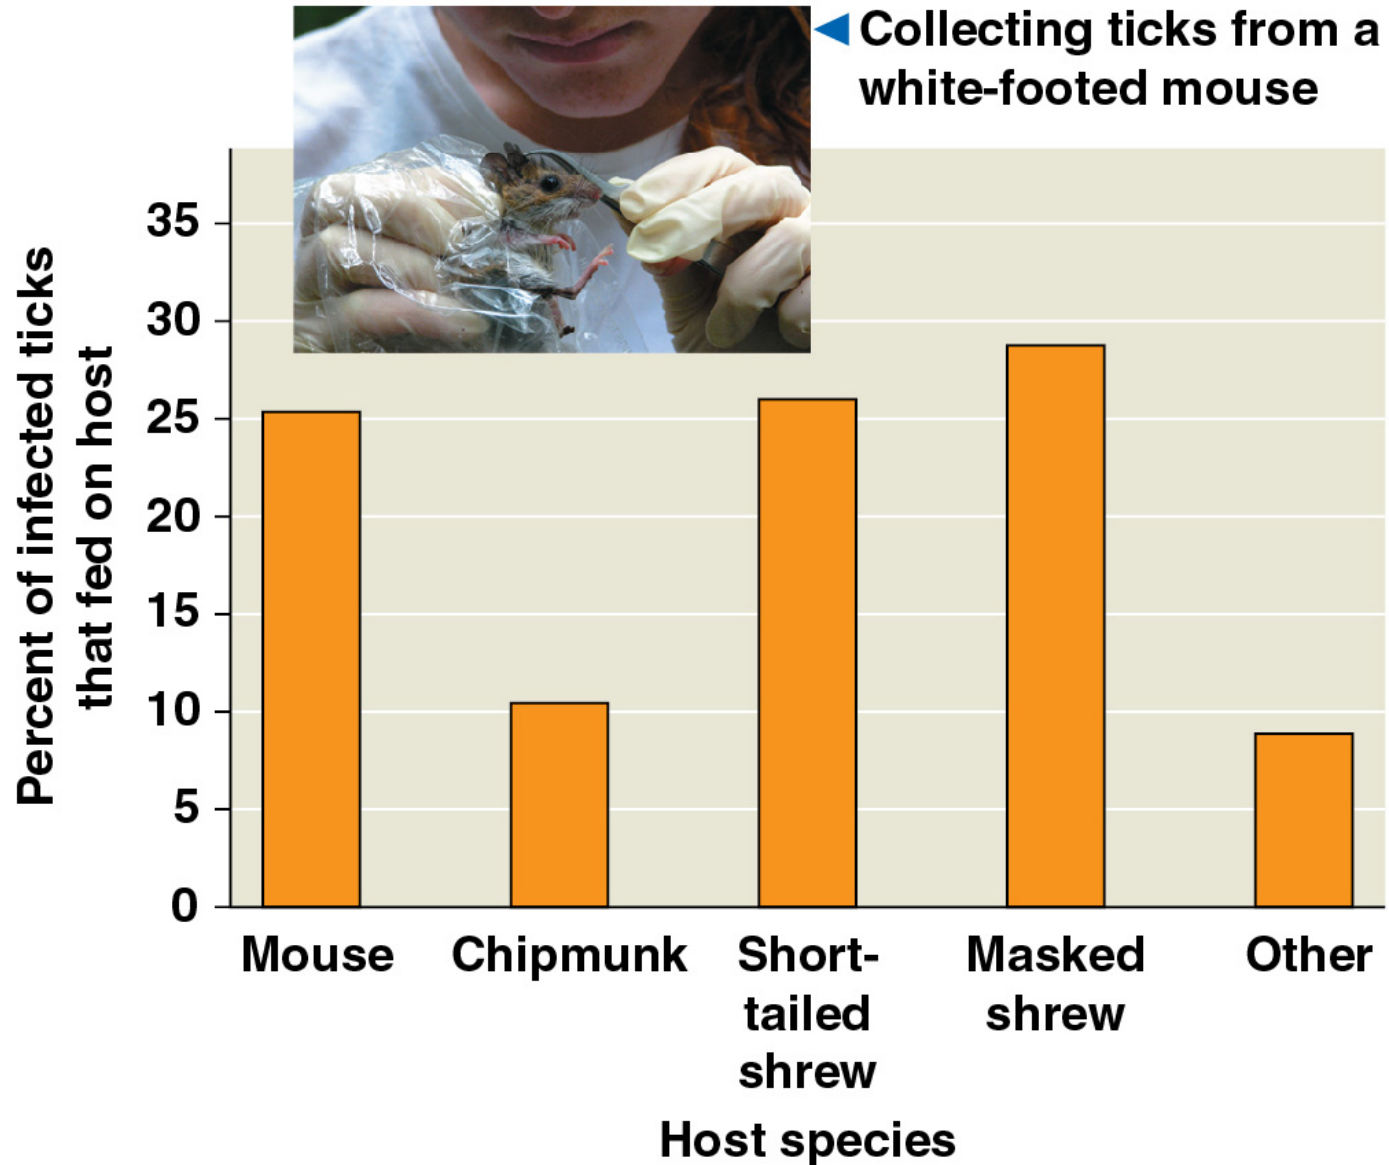 Collecting ticks from a
white-footed mouse
Percent of infected ticks
that fed on host
35
30
25
20
15
10
5
0
Mouse
Chipmunk
Short-
tailed
shrew
Masked
shrew
Other
Host species